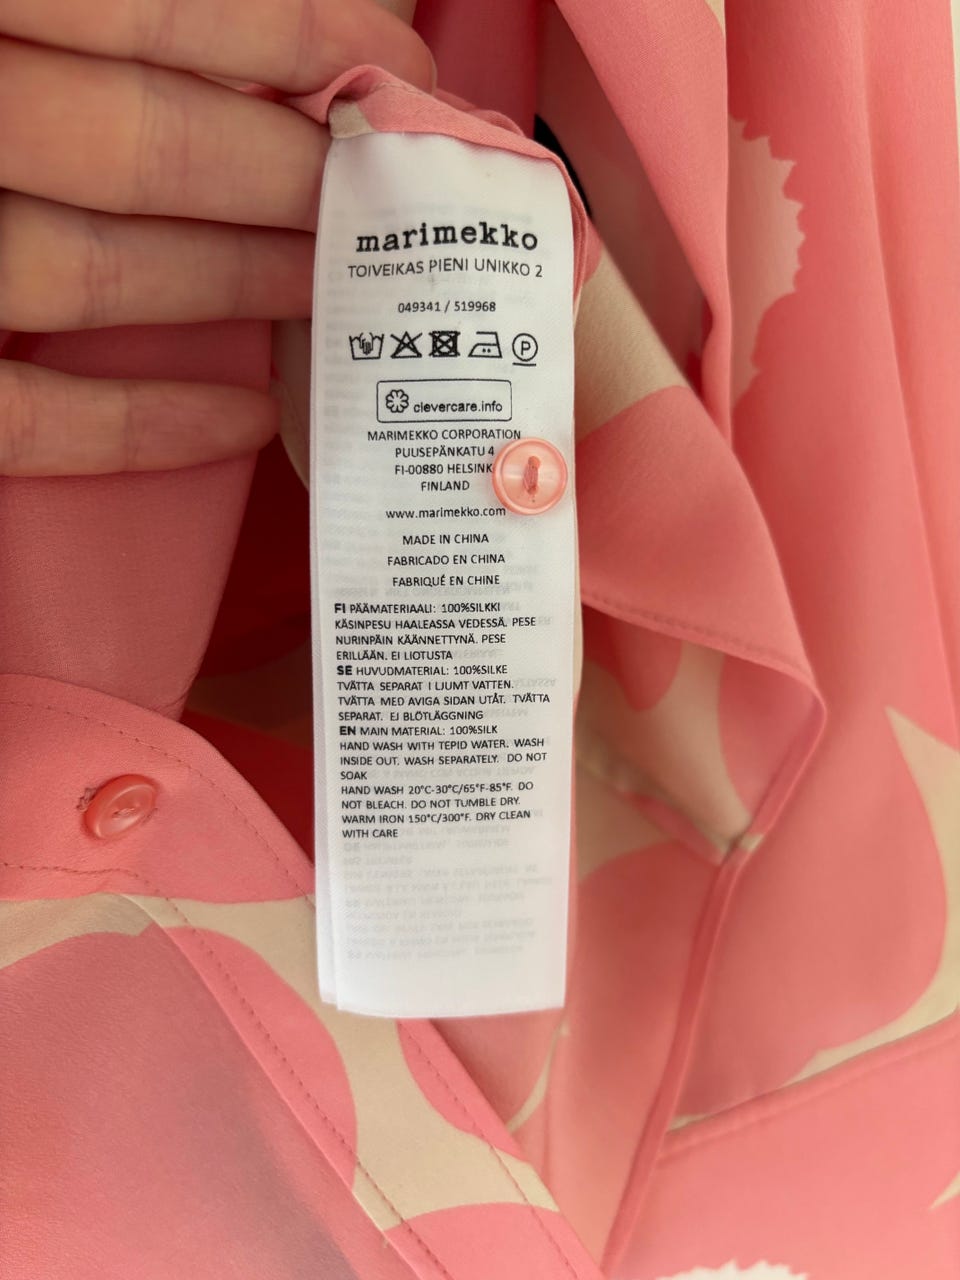 marimekko
TOIVEIKAS PIENI UNIKKO 2
049341 / 519968
P
clevercare.info
MARIMEKKO CORPORATION
PUUSEPÄNKATU 4
FI-00880 HELSINK
FINLAND
www.marimekko.com
MADE IN CHINA
FABRICADO EN CHINA
FABRIQUÉ EN CHINE
FI PÄÄMATERIAALI: 100%SILKKI
KÄSINPESU HAALEASSA VEDESSÄ. PESE
NURINPÄIN KÄÄNNETTYNÄ. PESE
ERILLÄÄN. EI LIOTUSTA
SE HUVUDMATERIAL: 100%SILKE
TVÄTTA SEPARAT I LJUMT VATTEN.
TVÄTTA MED AVIGA SIDAN UTÅT. TVÄTTA
SEPARAT. EJ BLÖTLÄGGNING
EN MAIN MATERIAL: 100%SILK
HAND WASH WITH TEPID WATER. WASH
INSIDE OUT. WASH SEPARATELY. DO NOT
SOAK
HAND WASH 20°C-30°C/65°F-85°F. DO
NOT BLEACH. DO NOT TUMBLE DRY.
WARM IRON 150°C/300°F. DRY CLEAN
WITH CARE